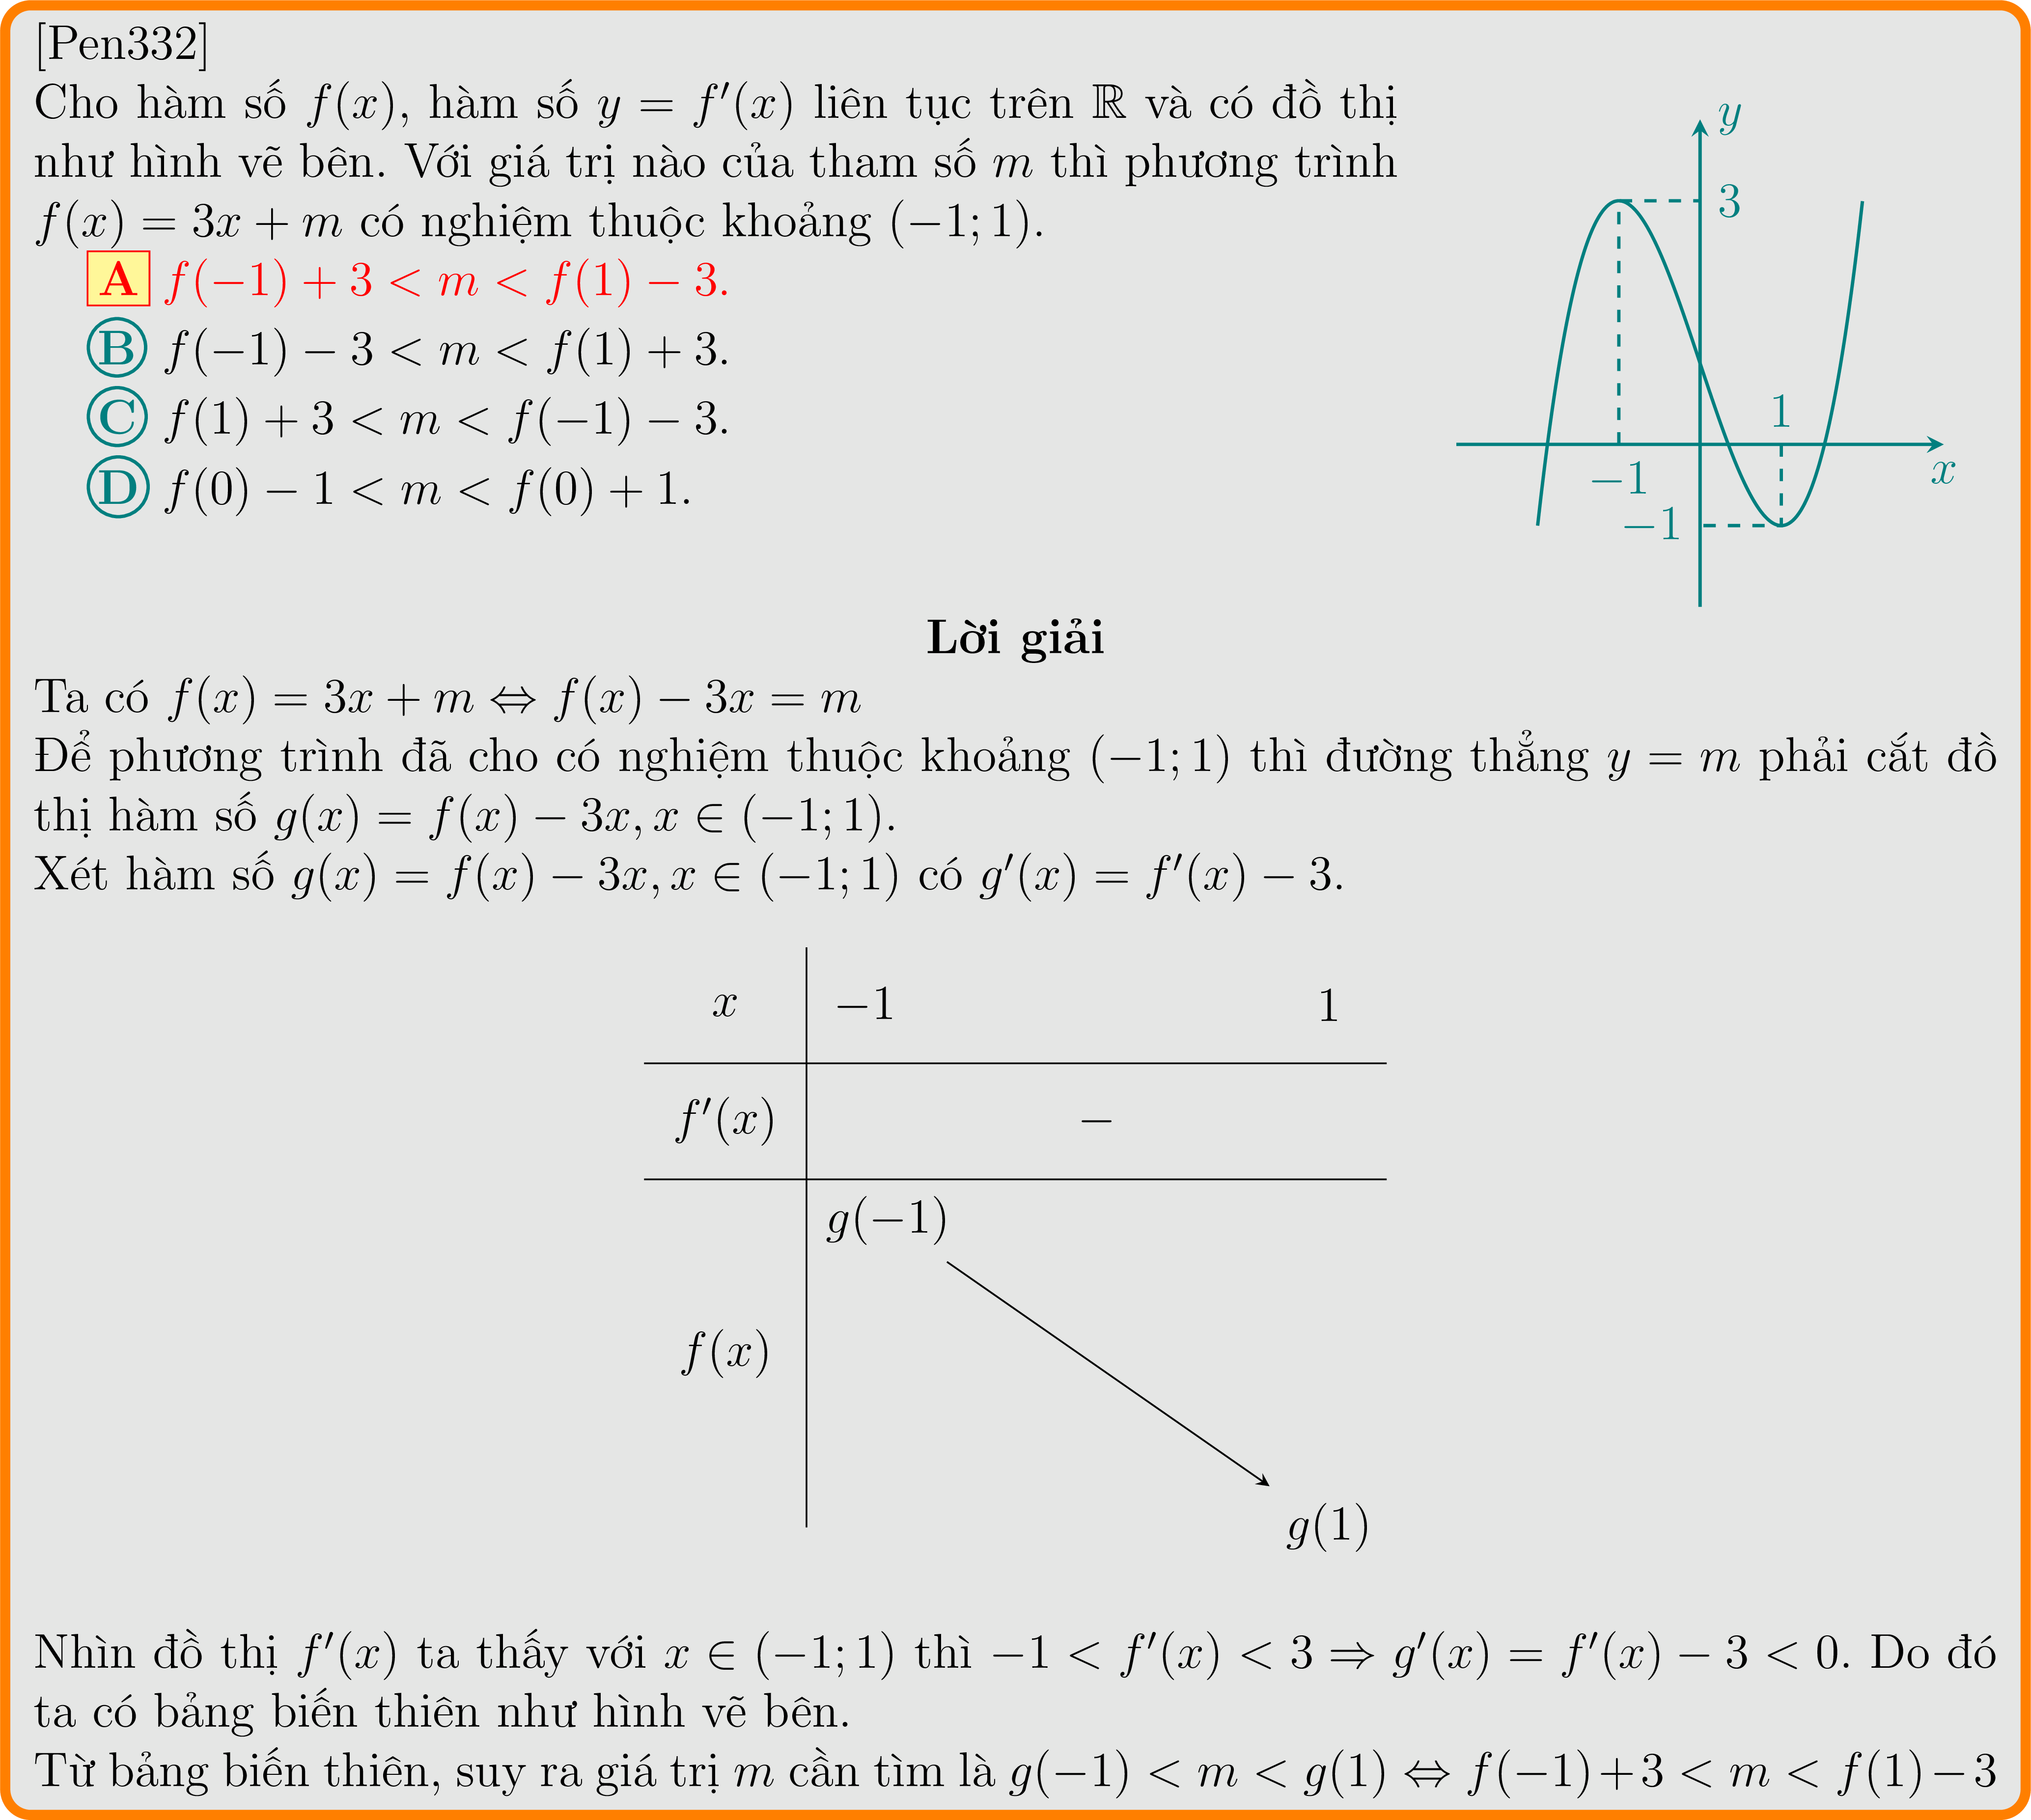 [Pen332]
Cho hàm số f(x), hàm số y = f′(x) liên tục trên ℝ và có đồ thị
như hình vẽ bên. Với giá trị nào của tham số m thì phương trình
f(x) = 3x + m có nghiệm thuộc khoảng (−1; 1).
A f(−1) + 3 < m < f(1) − 3.
B f(−1) − 3 < m < f(1) + 3.
C f(1) + 3 < m < f(−1) − 3.
D f(0) − 1 < m < f(0) + 1.
y
3
1
−1
x
−1
Lời giải
Ta có f(x) = 3x + m ⇔ f(x) − 3x = m
Để phương trình đã cho có nghiệm thuộc khoảng (−1; 1) thì đường thẳng y = m phải cắt đồ
thị hàm số g(x) = f(x) − 3x, x ∈ (−1; 1).
Xét hàm số g(x) = f(x) − 3x, x ∈ (−1; 1) có g′(x) = f′(x) − 3.
x −1 1
f′(x) −
g(−1)
f(x)
g(1)
Nhìn đồ thị f′(x) ta thấy với x ∈ (−1; 1) thì −1 < f′(x) < 3 ⇒ g′(x) = f′(x) − 3 < 0. Do đó
ta có bảng biến thiên như hình vẽ bên.
Từ bảng biến thiên, suy ra giá trị m cần tìm là g(−1) < m < g(1) ⇔ f(−1)+3 < m < f(1)−3